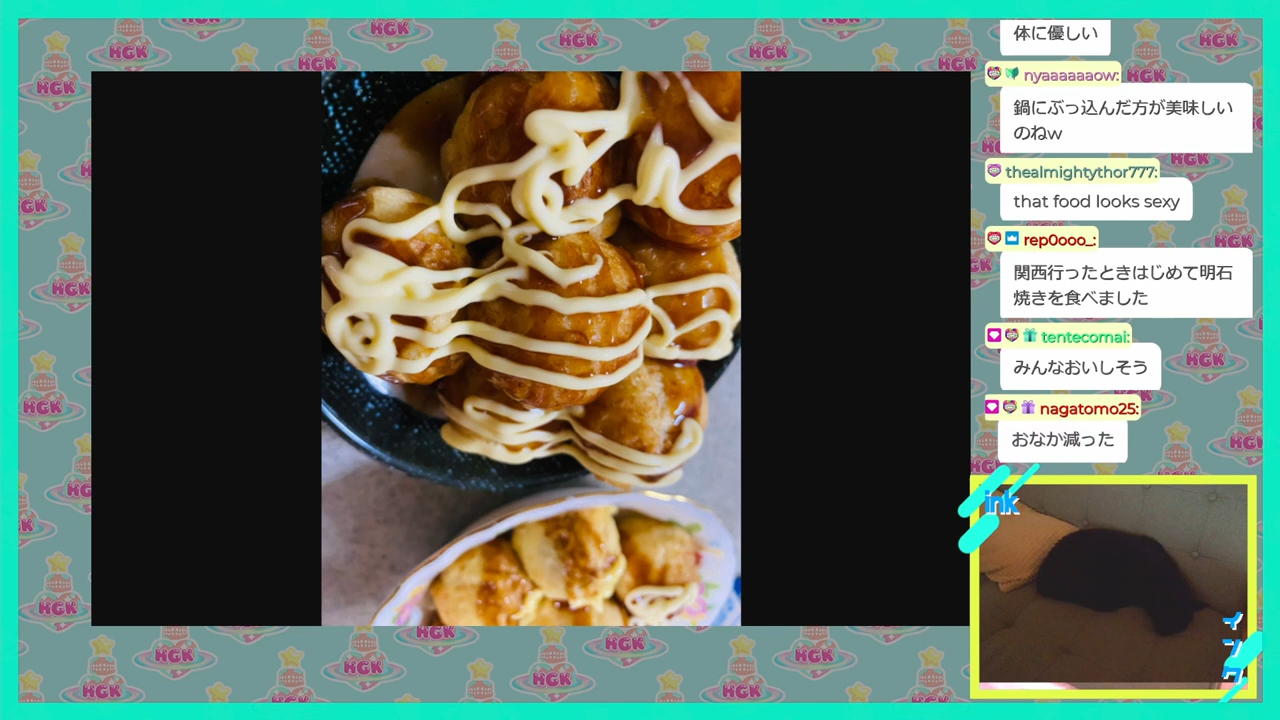 体に優しい
nyaaaaaaow:
鍋にぶっ込んだ方が美味しい
のねw
thealmightythor777:
that food looks sexy
rep0ooo_:
関西行ったときはじめて明石
焼きを食べました
tentecomai:
みんなおいしそう
nagatomo25:
おなか減った
ink
インク
HGK